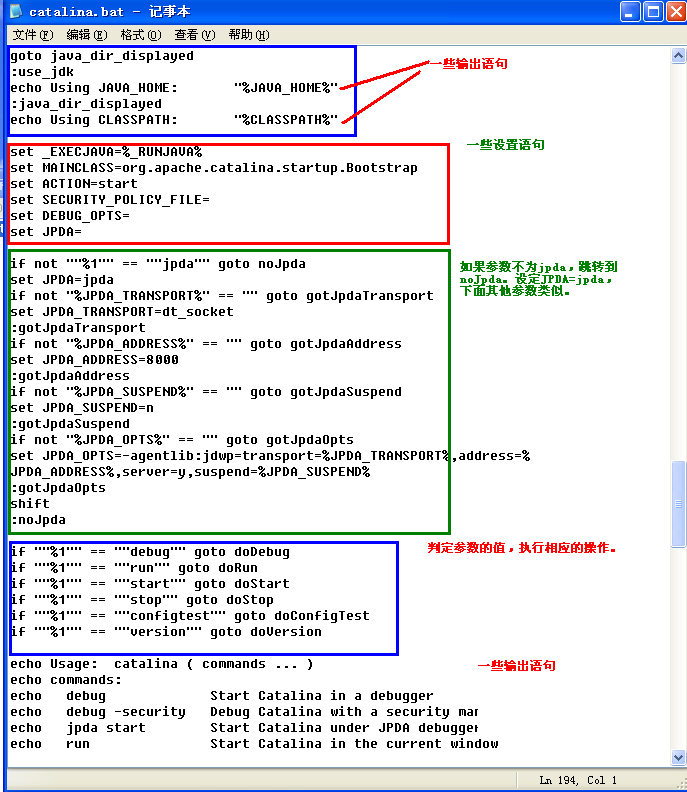 catalina.bat - 记事本
文件(F) 编辑(E) 格式(O) 查看(V) 帮助(H)
goto java_dir_displayed
:use_jdk
echo Using JAVA_HOME:       "%JAVA_HOME%"
:java_dir_displayed
echo Using CLASSPATH:       "%CLASSPATH%"
一些输出语句
一些设置语句
set _EXECJAVA=%_RUNJAVA%
set MAINCLASS=org.apache.catalina.startup.Bootstrap
set ACTION=start
set SECURITY_POLICY_FILE=
set DEBUG_OPTS=
set JPDA=
if not ""%1"" == ""jpda"" goto noJpda
set JPDA=jpda
if not "%JPDA_TRANSPORT%" == "" goto gotJpdaTransport
set JPDA_TRANSPORT=dt_socket
:gotJpdaTransport
if not "%JPDA_ADDRESS%" == "" goto gotJpdaAddress
set JPDA_ADDRESS=8000
:gotJpdaAddress
if not "%JPDA_SUSPEND%" == "" goto gotJpdaSuspend
set JPDA_SUSPEND=n
:gotJpdaSuspend
if not "%JPDA_OPTS%" == "" goto gotJpdaOpts
set JPDA_OPTS=-agentlib:jdwp=transport=%JPDA_TRANSPORT%,address=%
JPDA_ADDRESS%,server=y,suspend=%JPDA_SUSPEND%
:gotJpdaOpts
shift
:noJpda
如果参数不为jpda，跳转到
noJpda。设定JPDA=jpda，
下面其他参数类似。
if ""%1"" == ""debug"" goto doDebug
if ""%1"" == ""run"" goto doRun
if ""%1"" == ""start"" goto doStart
if ""%1"" == ""stop"" goto doStop
if ""%1"" == ""configtest"" goto doConfigTest
if ""%1"" == ""version"" goto doVersion
判定参数的值，执行相应的操作。
echo Usage:  catalina ( commands ... )
echo commands:
echo   debug             Start Catalina in a debugger
echo   debug -security   Debug Catalina with a security mar
echo   jpda start        Start Catalina under JPDA debugger
echo   run               Start Catalina in the current window
一些输出语句
Ln 194, Col 1